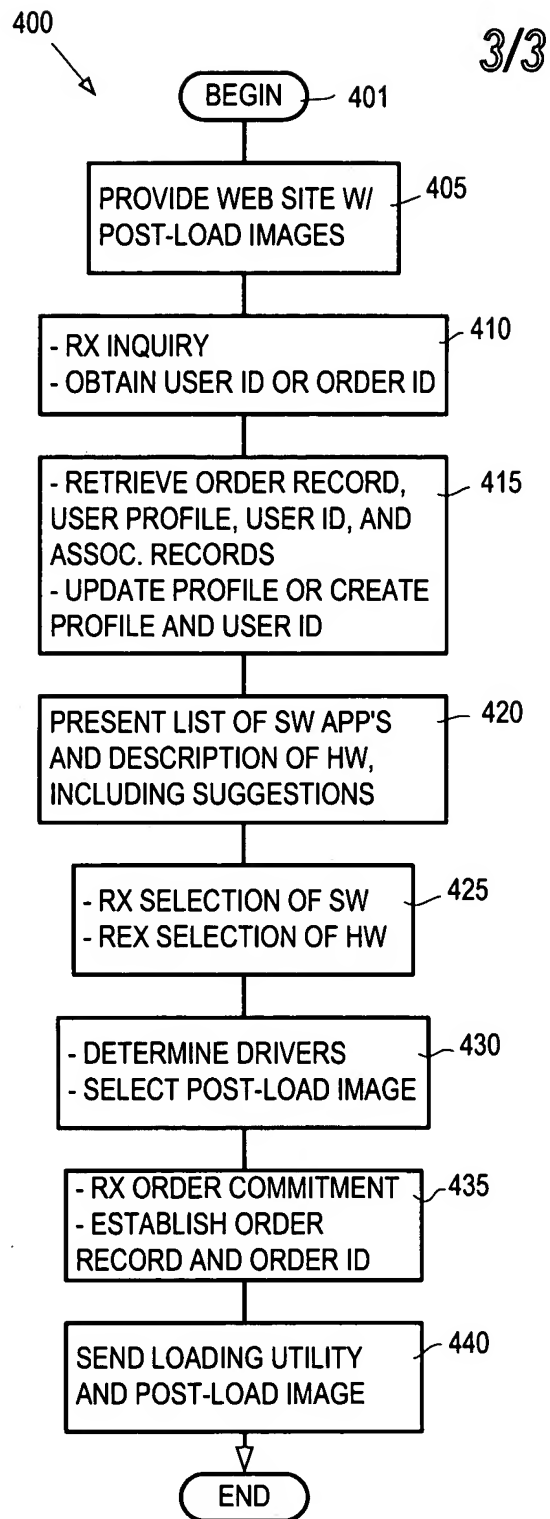 400
3/3
BEGIN
401
PROVIDE WEB SITE W/
POST-LOAD IMAGES
405
- RX INQUIRY
- OBTAIN USER ID OR ORDER ID
410
- RETRIEVE ORDER RECORD,
USER PROFILE, USER ID, AND
ASSOC. RECORDS
- UPDATE PROFILE OR CREATE
PROFILE AND USER ID
415
PRESENT LIST OF SW APP'S
AND DESCRIPTION OF HW,
INCLUDING SUGGESTIONS
420
- RX SELECTION OF SW
- REX SELECTION OF HW
425
- DETERMINE DRIVERS
- SELECT POST-LOAD IMAGE
430
- RX ORDER COMMITMENT
- ESTABLISH ORDER
RECORD AND ORDER ID
435
SEND LOADING UTILITY
AND POST-LOAD IMAGE
440
END